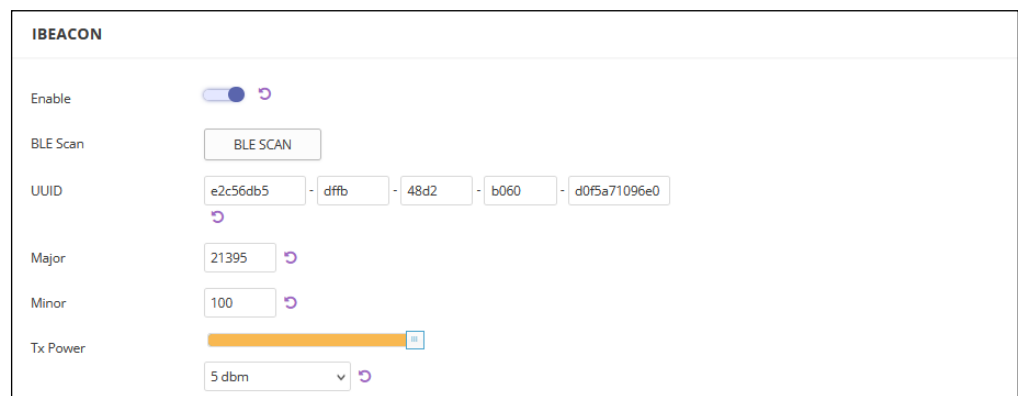 IBEACON
Enable
BLE Scan BLE SCAN
UUID e2c56db5 - dffb - 48d2 - b060 - d0f5a71096e0
Major 21395
Minor 100
Tx Power
5 dbm